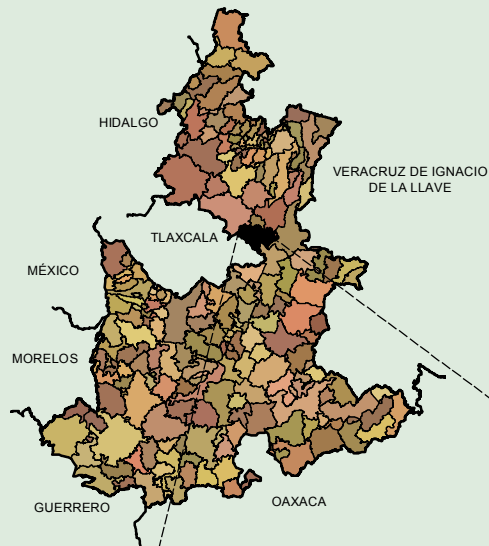 HIDALGO
VERACRUZ DE IGNACIO
DE LA LLAVE
TLAXCALA
MÉXICO
MORELOS
GUERRERO
OAXACA